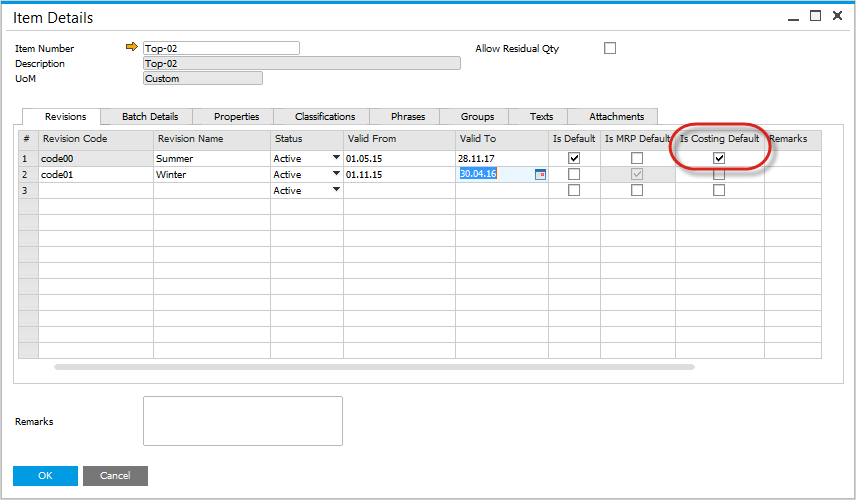 Item Details
Item Number Top-02 Allow Residual Qty
Description Top-02
UoM Custom
Revisions Batch Details Properties Classifications Phrases Groups Texts Attachments
# Revision Code Revision Name Status Valid From Valid To Is Default Is MRP Default Is Costing Default Remarks
1 code00 Summer Active 01.05.15 28.11.17
2 code01 Winter Active 01.11.15 30.04.16
3 Active
Remarks
OK Cancel